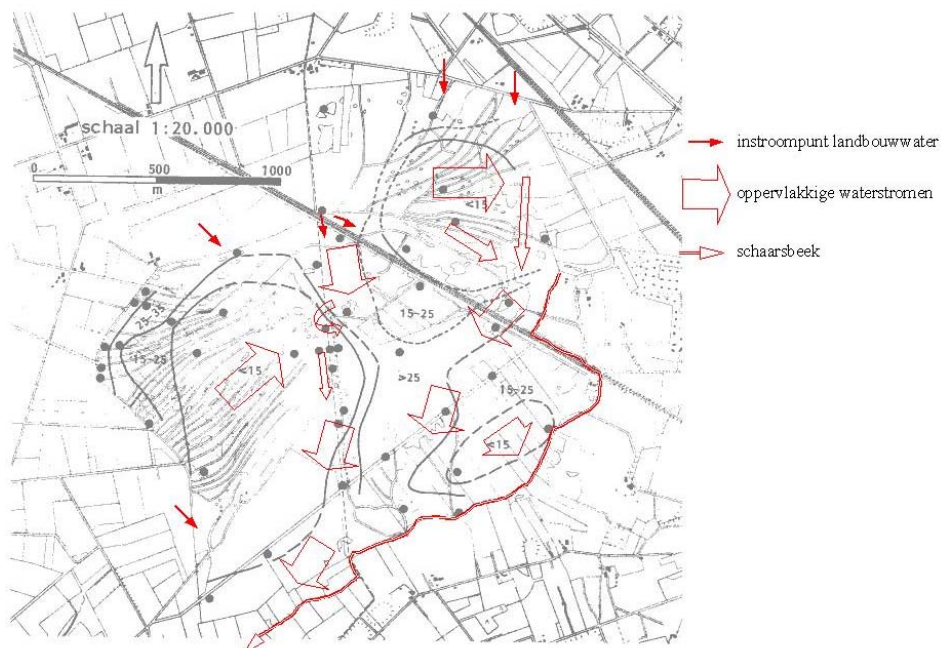 schaal 1:20.000
0 500 1000
m
instroompunt landbouwwater
oppervlakkige waterstromen
schaarsbeek
<15
15-25
25-35
15-25
<15
>25
15-25
<15